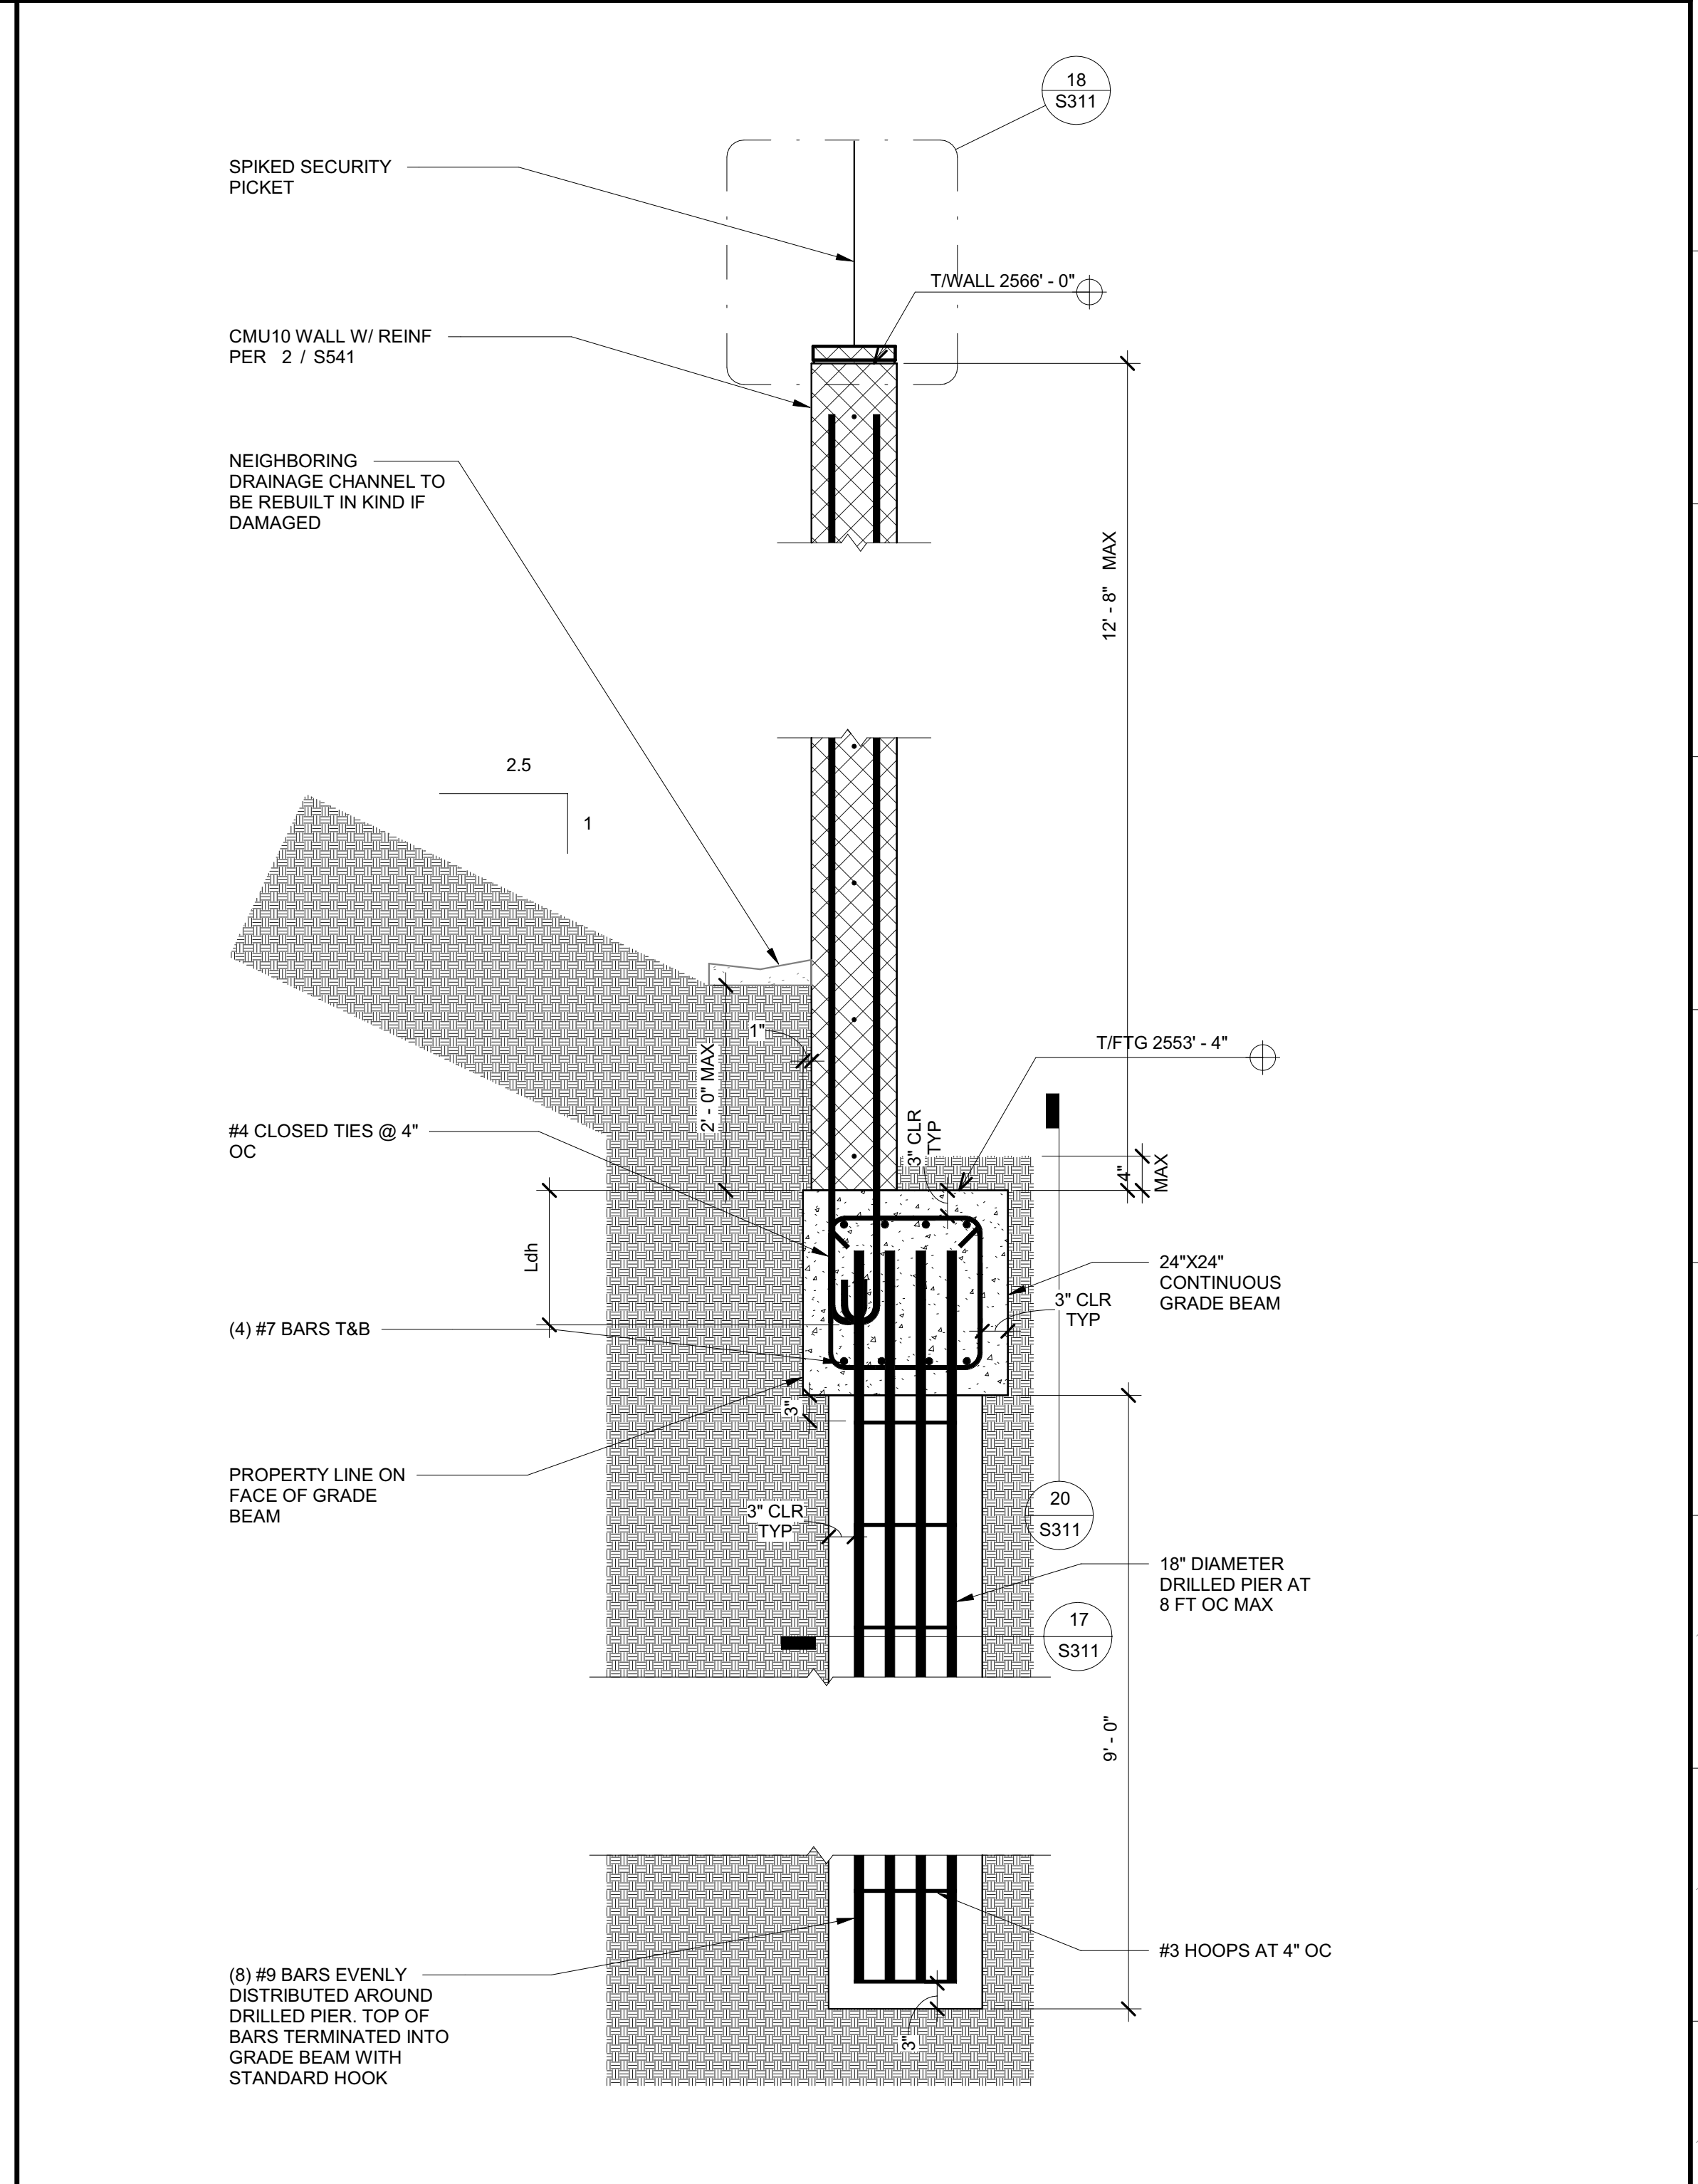 18
S311
SPIKED SECURITY
PICKET
T/WALL 2566' - 0"
CMU10 WALL W/ REINF
PER 2 / S541
NEIGHBORING
DRAINAGE CHANNEL TO
BE REBUILT IN KIND IF
DAMAGED
12' - 8" MAX
2.5
1
1"
2' - 0" MAX
T/FTG 2553' - 4"
#4 CLOSED TIES @ 4"
OC
3" CLR
TYP
4"
MAX
Ldh
24"X24"
CONTINUOUS
GRADE BEAM
3" CLR
TYP
(4) #7 BARS T&B
3"
PROPERTY LINE ON
FACE OF GRADE
BEAM
3" CLR
TYP
20
S311
18" DIAMETER
DRILLED PIER AT
8 FT OC MAX
17
S311
9' - 0"
#3 HOOPS AT 4" OC
(8) #9 BARS EVENLY
DISTRIBUTED AROUND
DRILLED PIER. TOP OF
BARS TERMINATED INTO
GRADE BEAM WITH
STANDARD HOOK
3"